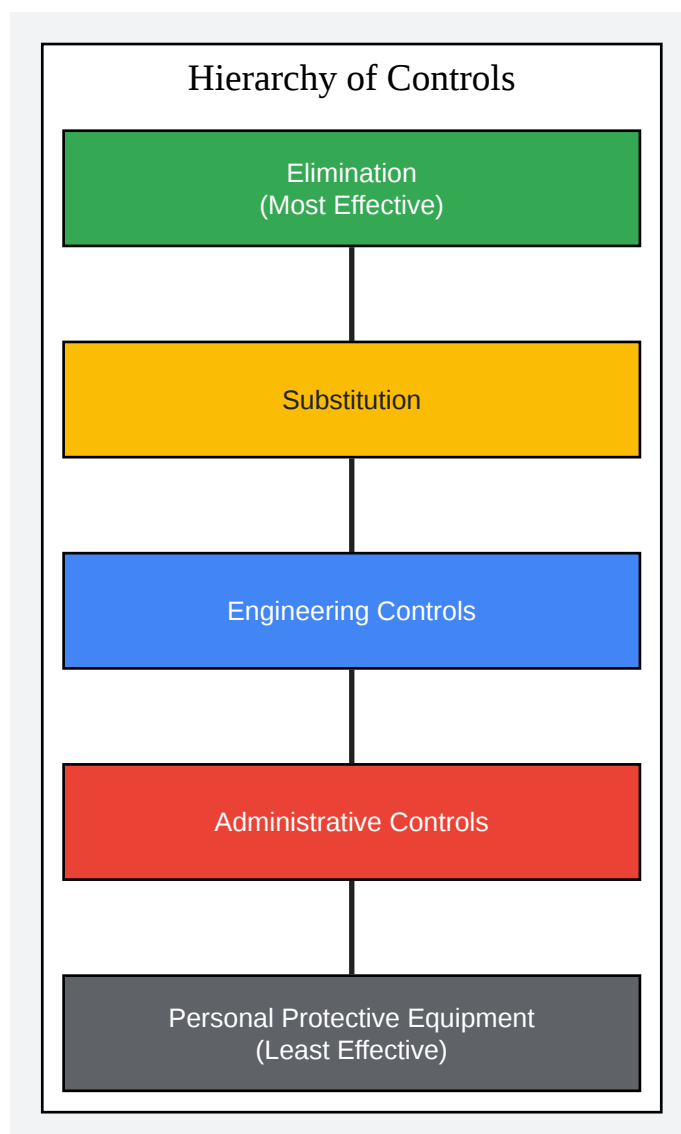 Hierarchy of Controls
Elimination
(Most Effective)
Substitution
Engineering Controls
Administrative Controls
Personal Protective Equipment
(Least Effective)